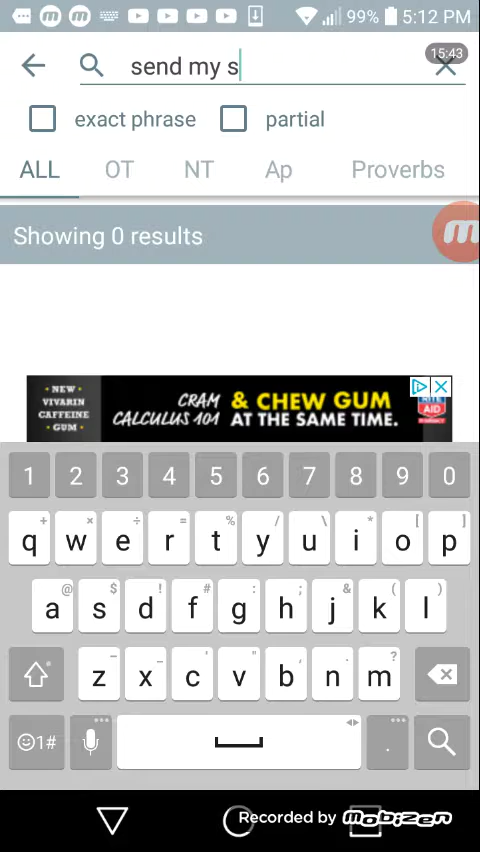 99% 5:12 PM
15:43
send my s
exact phrase partial
ALL OT NT Ap Proverbs
Showing 0 results
• NEW •
VIVARIN
CAFFEINE
• GUM •
CRAM
CALCULUS 101
& CHEW GUM
AT THE SAME TIME.
RITE
AID
1 2 3 4 5 6 7 8 9 0
+ × ÷ = % / \ * [ ]
q w e r t y u i o p
@ $ ! # : ; & ( )
a s d f g h j k l
- _ ' " , . ?
z x c v b n m
1# .
Recorded by Mobizen